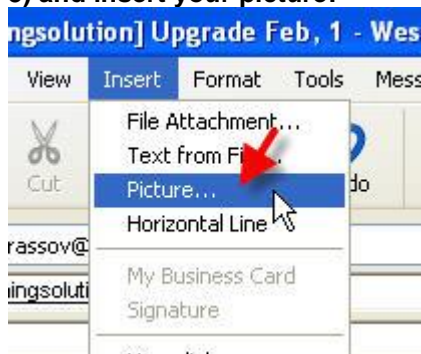 and insert your picture:
ngsolution] Upgrade Feb, 1 - Wes
View Insert Format Tools Mess
File Attachment...
Text from Fi
Cut Picture... do
Horizontal Line
rassov@
My Business Card
ingsoluti
Signature